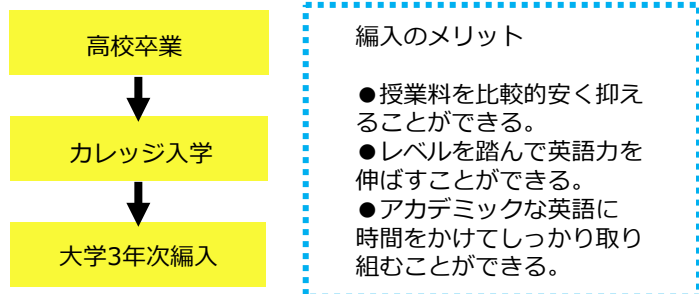 高校卒業
カレッジ入学
大学3年次編入
編入のメリット
●授業料を比較的安く抑え
ることができる。
●レベルを踏んで英語力を
伸ばすことができる。
●アカデミックな英語に
時間をかけてしっかり取り
組むことができる。